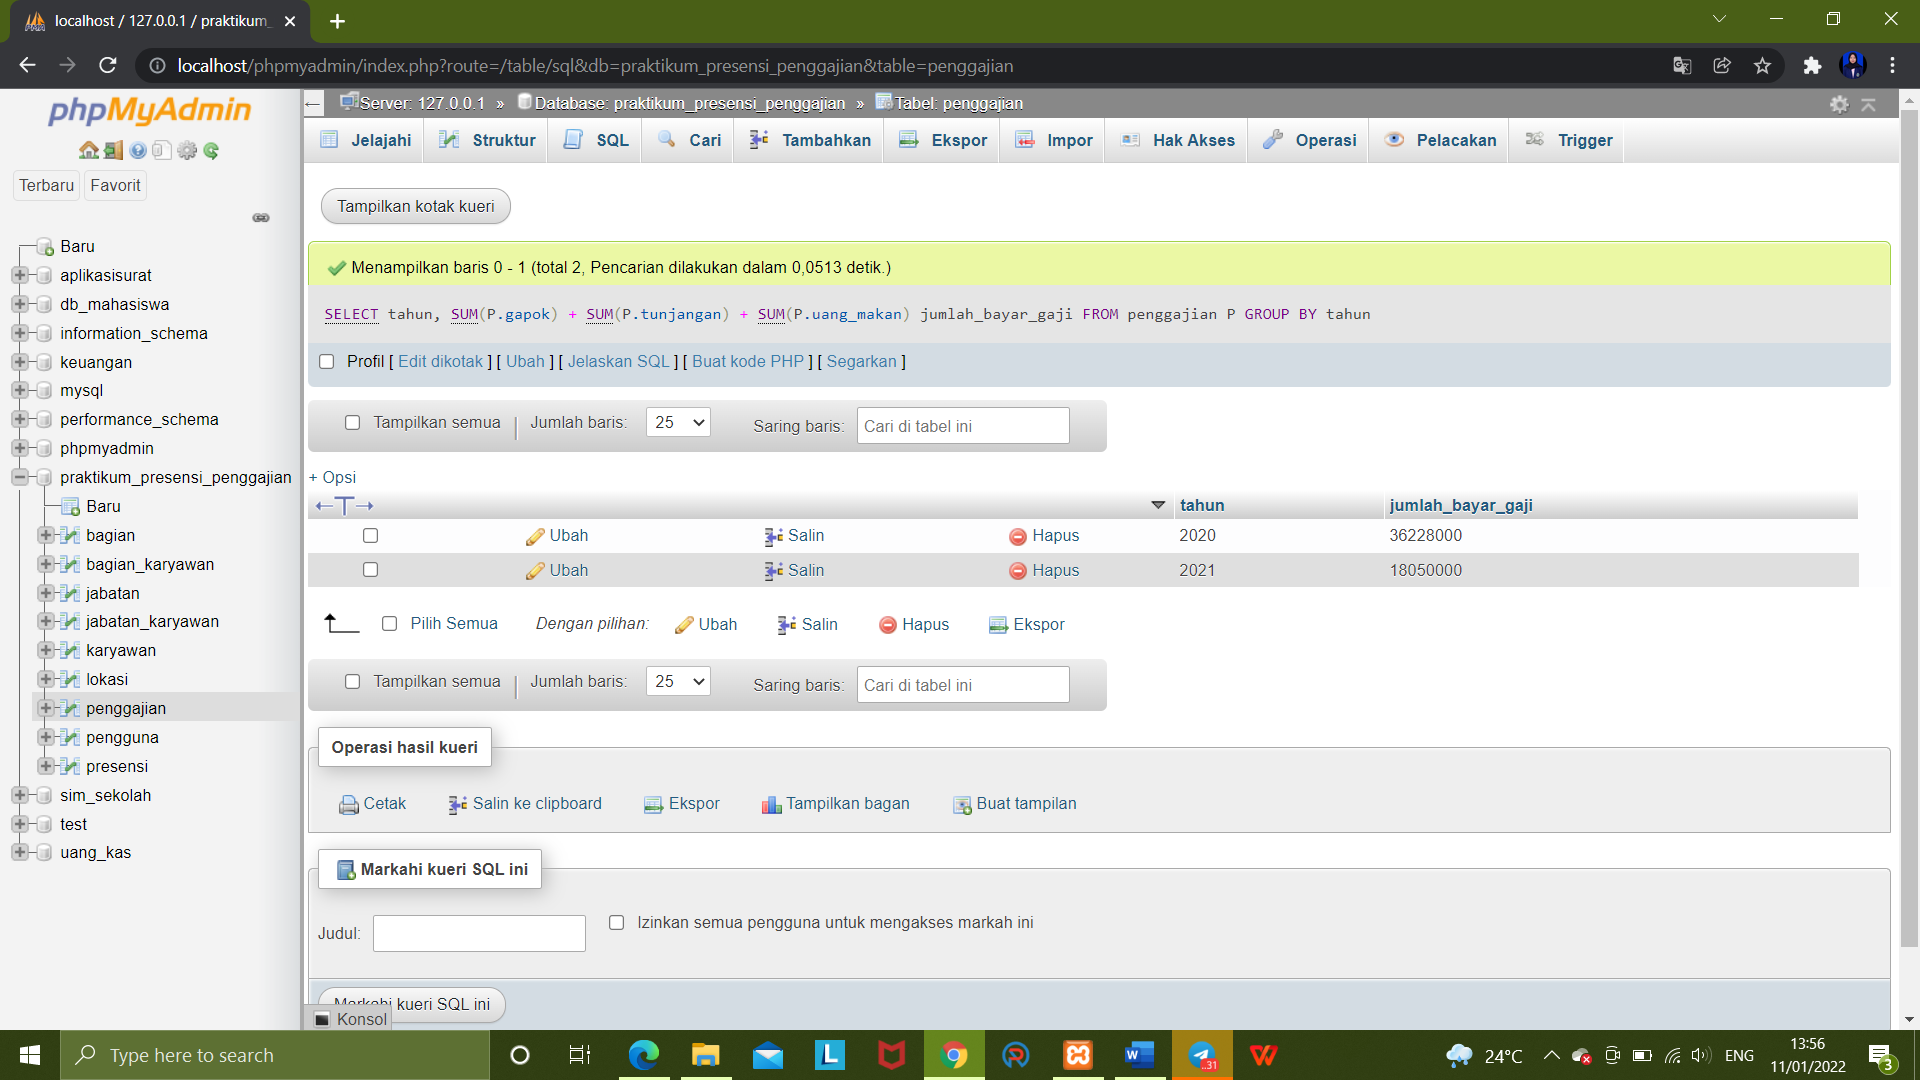 localhost / 127.0.0.1 / praktikum_
localhost/phpmyadmin/index.php?route=/table/sql&db=praktikum_presensi_penggajian&table=penggajian
phpMyAdmin
Terbaru Favorit
Baru
aplikasisurat
db_mahasiswa
information_schema
keuangan
mysql
performance_schema
phpmyadmin
praktikum_presensi_penggajian
Baru
bagian
bagian_karyawan
jabatan
jabatan_karyawan
karyawan
lokasi
penggajian
pengguna
presensi
sim_sekolah
test
uang_kas
Server: 127.0.0.1 » Database: praktikum_presensi_penggajian » Tabel: penggajian
Jelajahi Struktur SQL Cari Tambahkan Ekspor Impor Hak Akses Operasi Pelacakan Trigger
Tampilkan kotak kueri
Menampilkan baris 0 - 1 (total 2, Pencarian dilakukan dalam 0,0513 detik.)
SELECT tahun, SUM(P.gapok) + SUM(P.tunjangan) + SUM(P.uang_makan) jumlah_bayar_gaji FROM penggajian P GROUP BY tahun
Profil [ Edit dikotak ] [ Ubah ] [ Jelaskan SQL ] [ Buat kode PHP ] [ Segarkan ]
Tampilkan semua | Jumlah baris: 25 Saring baris: Cari di tabel ini
+ Opsi
←T→ tahun jumlah_bayar_gaji
Ubah Salin Hapus 2020 36228000
Ubah Salin Hapus 2021 18050000
Pilih Semua Dengan pilihan: Ubah Salin Hapus Ekspor
Tampilkan semua | Jumlah baris: 25 Saring baris: Cari di tabel ini
Operasi hasil kueri
Cetak Salin ke clipboard Ekspor Tampilkan bagan Buat tampilan
Markahi kueri SQL ini
Judul: Izinkan semua pengguna untuk mengakses markah ini
Markahi kueri SQL ini
Konsol
Type here to search
24°C ENG
13:56
11/01/2022
3
..31